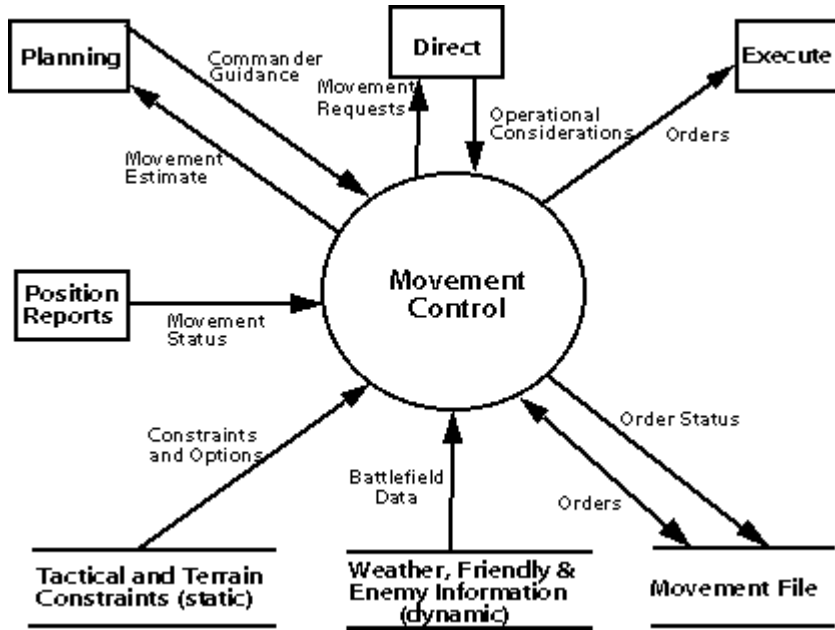 Planning
Commander
Guidance
Direct
Movement
Requests
Operational
Considerations
Execute
Orders
Movement
Estimate
Movement
Control
Position
Reports
Movement
Status
Constraints
and Options
Battlefield
Data
Order Status
Orders
Tactical and Terrain
Constraints (static)
Weather, Friendly &
Enemy Information
(dynamic)
Movement File